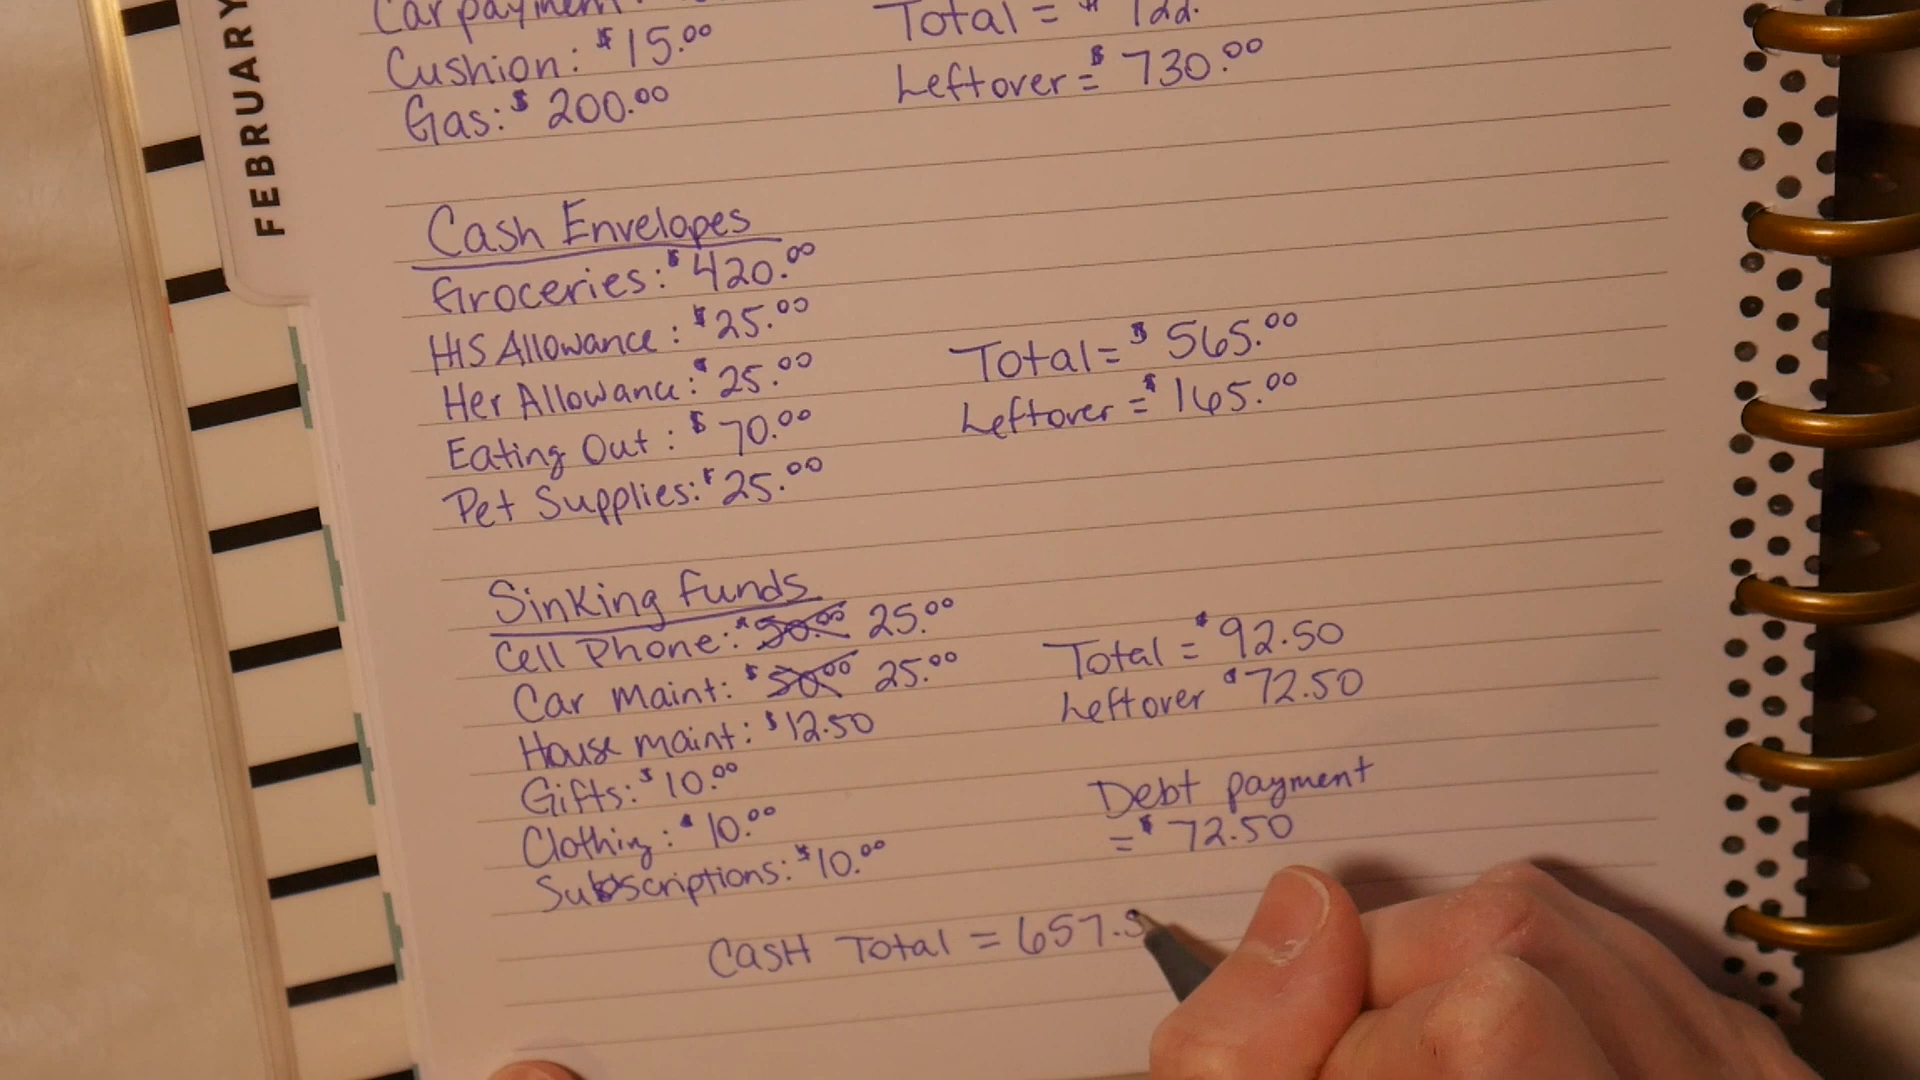 FEBRUARY
Car payment
Cushion: $15.00
Gas: $200.00
Total = $ 122.
Leftover = $730.00
Cash Envelopes
Groceries: $420.00
HIS Allowance: $25.00
Her Allowance: $25.00
Eating Out: $70.00
Pet Supplies: $25.00
Total = $565.00
Leftover = $165.00
Sinking Funds
Cell Phone: $50.00 25.00
Car maint: $50.00 25.00
House maint: $12.50
Gifts: $10.00
Clothing: $10.00
Subscriptions: $10.00
Total = $92.50
Leftover $72.50
Debt payment
= $72.50
CASH Total = 657.5